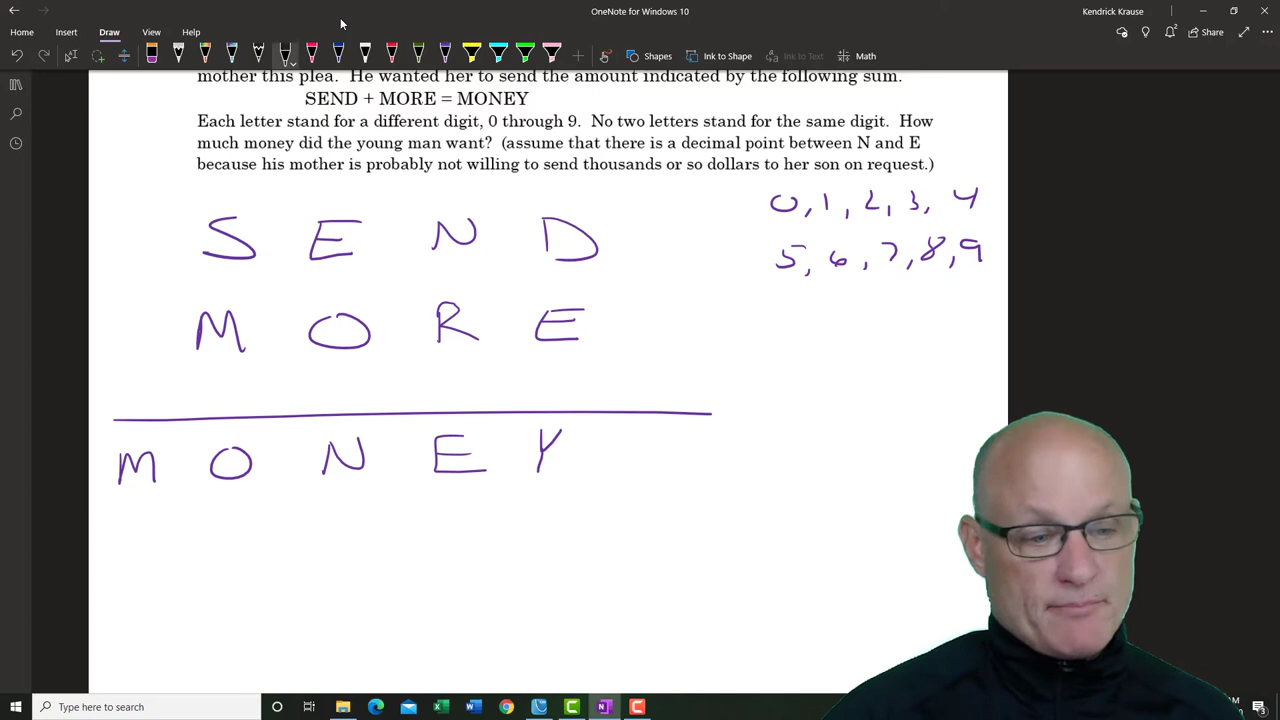 OneNote for Windows 10
Kendrick Krause
Home Insert Draw View Help
Shapes Ink to Shape Ink to Text Math
mother this plea. He wanted her to send the amount indicated by the following sum.
SEND + MORE = MONEY
Each letter stand for a different digit, 0 through 9. No two letters stand for the same digit. How
much money did the young man want? (assume that there is a decimal point between N and E
because his mother is probably not willing to send thousands or so dollars to her son on request.)
0, 1, 2, 3, 4
5, 6, 7, 8, 9
S E N D
M O R E
M O N E Y
Type here to search